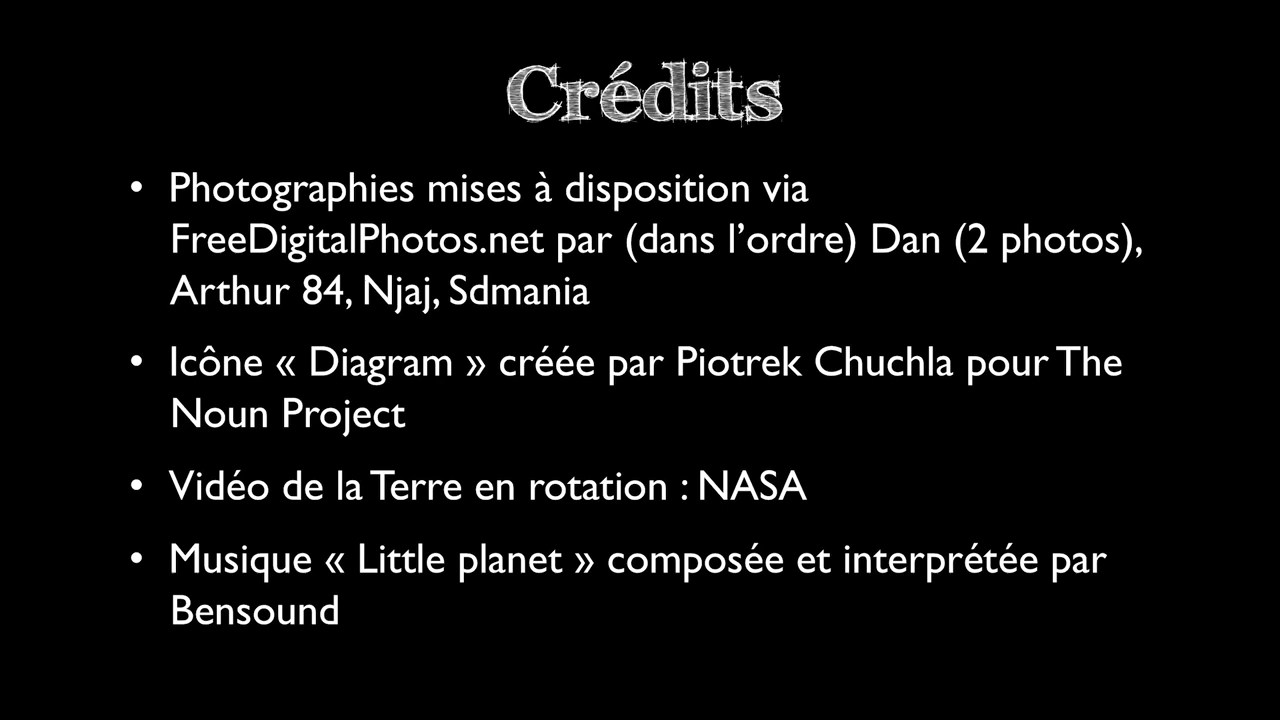 Crédits
• Photographies mises à disposition via
FreeDigitalPhotos.net par (dans l’ordre) Dan (2 photos),
Arthur 84, Njaj, Sdmania
• Icône « Diagram » créée par Piotrek Chuchla pour The
Noun Project
• Vidéo de la Terre en rotation : NASA
• Musique « Little planet » composée et interprétée par
Bensound